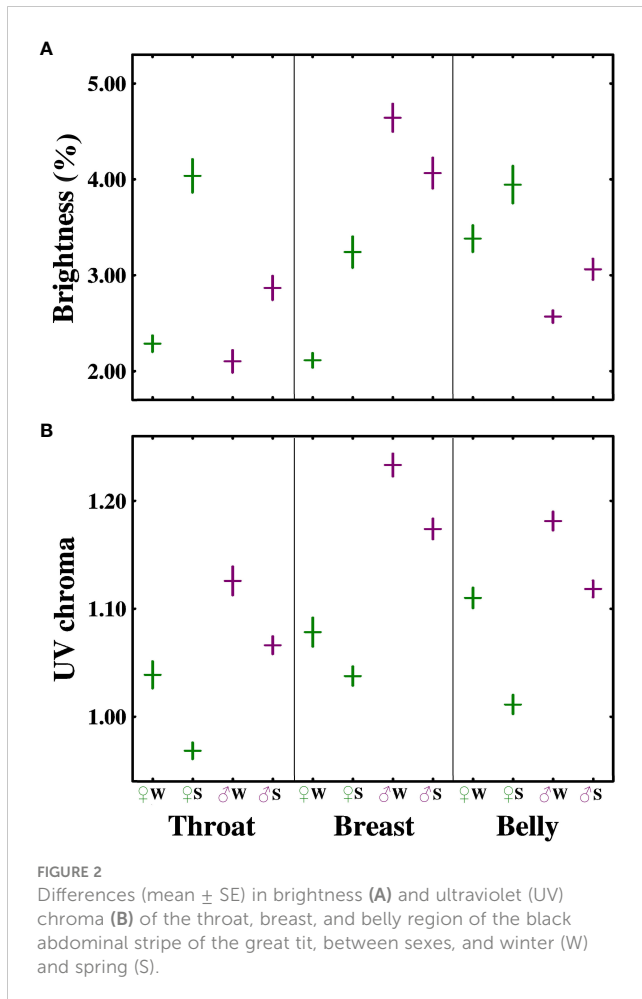 A
5.00
4.00
3.00
2.00
Brightness (%)
B
1.20
1.10
1.00
UV chroma
♀W ♀S ♂W ♂S ♀W ♀S ♂W ♂S ♀W ♀S ♂W ♂S
Throat Breast Belly
FIGURE 2
Differences (mean ± SE) in brightness (A) and ultraviolet (UV)
chroma (B) of the throat, breast, and belly region of the black
abdominal stripe of the great tit, between sexes, and winter (W)
and spring (S).